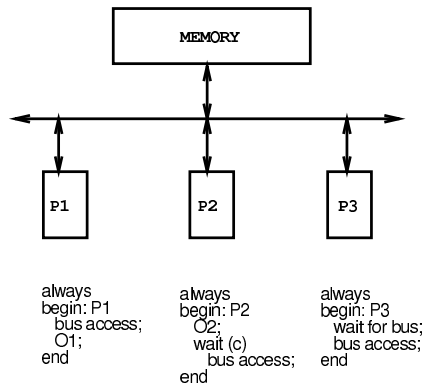 MEMORY
P1
P2
P3
always
begin: P1
bus access;
O1;
end
always
begin: P2
O2;
wait (c)
bus access;
end
always
begin: P3
wait for bus;
bus access;
end